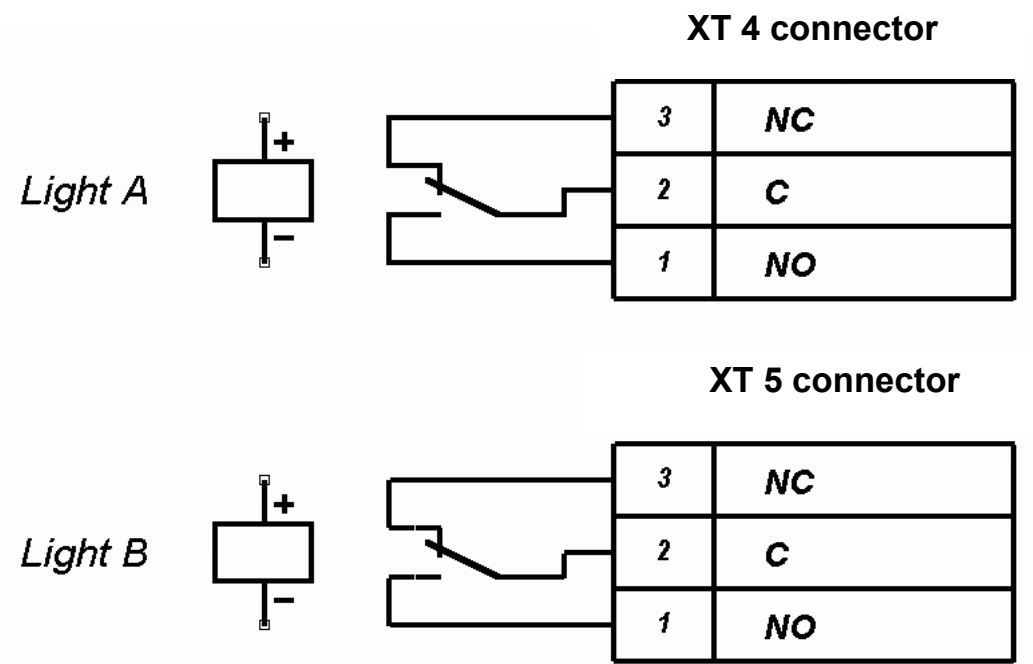 XT 4 connector
3 NC
+
Light A
2 C
−
1 NO
XT 5 connector
3 NC
+
Light B
2 C
−
1 NO